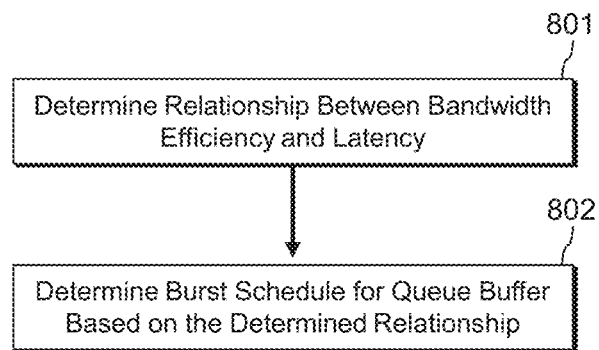 801
Determine Relationship Between Bandwidth
Efficiency and Latency
802
Determine Burst Schedule for Queue Buffer
Based on the Determined Relationship